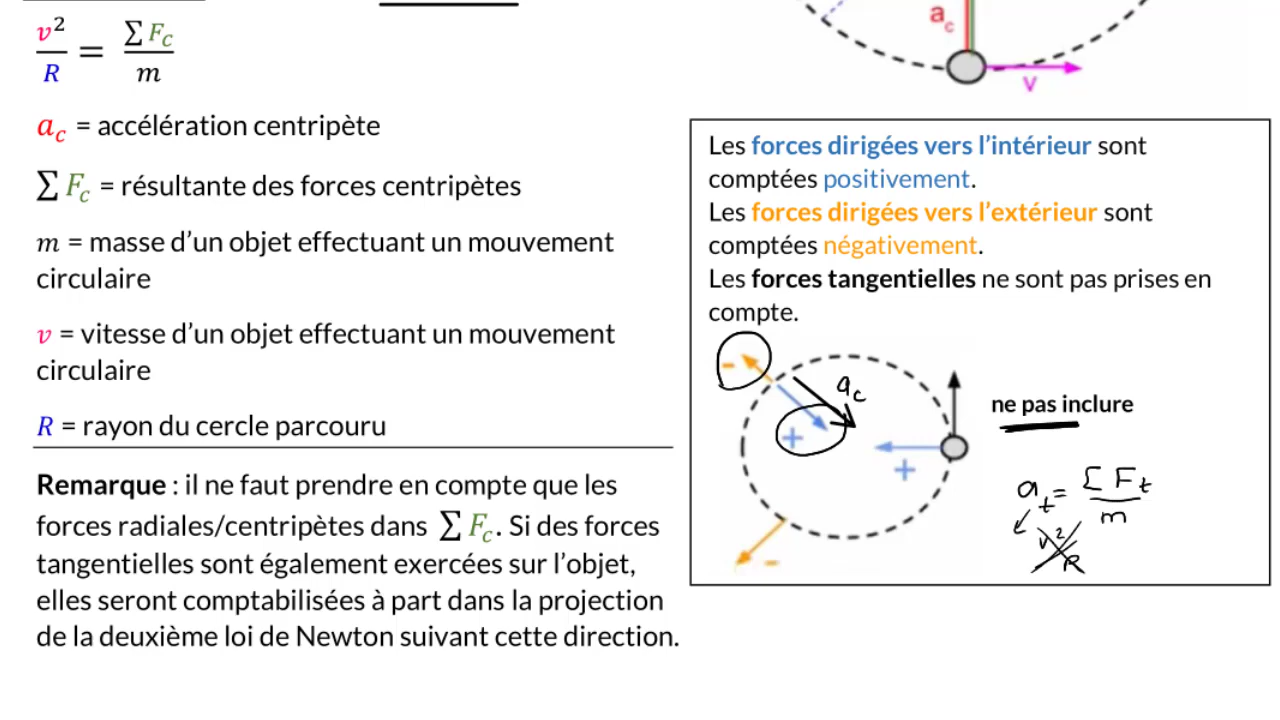 v²/R = ∑ F_c / m
a_c = accélération centripète
∑ F_c = résultante des forces centripètes
m = masse d'un objet effectuant un mouvement
circulaire
v = vitesse d'un objet effectuant un mouvement
circulaire
R = rayon du cercle parcouru
Remarque : il ne faut prendre en compte que les
forces radiales/centripètes dans ∑ F_c. Si des forces
tangentielles sont également exercées sur l'objet,
elles seront comptabilisées à part dans la projection
de la deuxième loi de Newton suivant cette direction.
a_c
v
Les forces dirigées vers l'intérieur sont
comptées positivement.
Les forces dirigées vers l'extérieur sont
comptées négativement.
Les forces tangentielles ne sont pas prises en
compte.
-
a_c
+
+
-
ne pas inclure
a_t = Σ F_t / m
v²/R